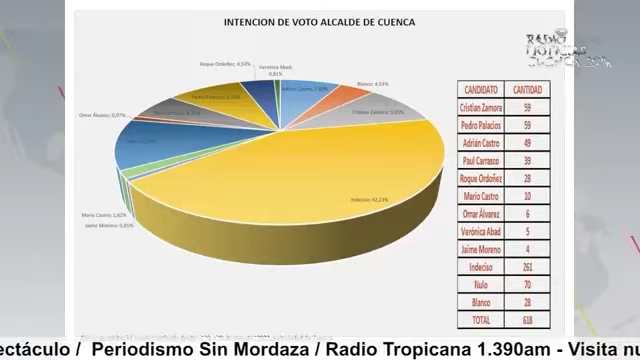 INTENCION DE VOTO ALCALDE DE CUENCA
RADIO
NOTICIAS
Roque Ordoñez; 4,53%
Verónica Abad;
0,81%
Adrián Castro; 7,93%
Blanco; 4,53%
Cristian Zamora; 9,55%
Omar Álvarez; 0,97%
Indeciso; 42,23%
Mario Castro; 1,62%
Jaime Moreno; 0,65%
CANDIDATO CANTIDAD
Cristian Zamora 59
Pedro Palacios 59
Adrián Castro 49
Paul Carrasco 39
Roque Ordoñez 28
Mario Castro 10
Omar Álvarez 6
Verónica Abad 5
Jaime Moreno 4
Indeciso 261
Nulo 70
Blanco 28
TOTAL 618
ectáculo / Periodismo Sin Mordaza / Radio Tropicana 1.390am - Visita nu